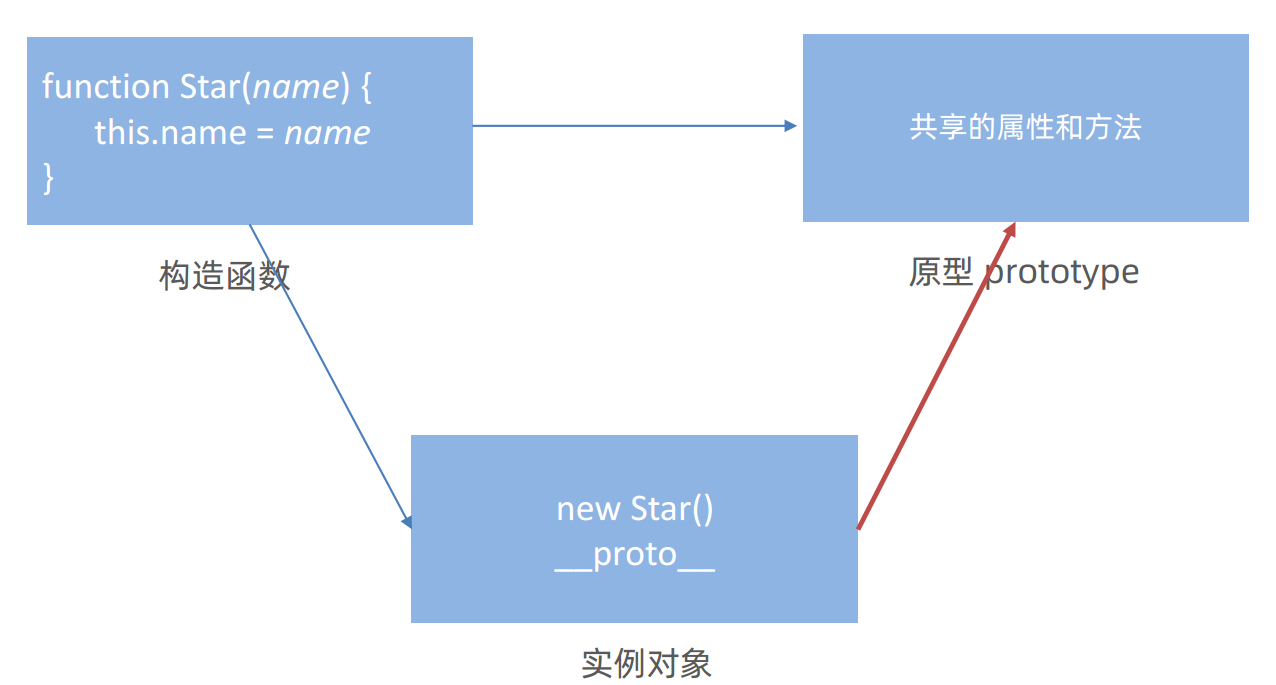 function Star(name) {
this.name = name
}
共享的属性和方法
构造函数
原型 prototype
new Star()
__proto__
实例对象